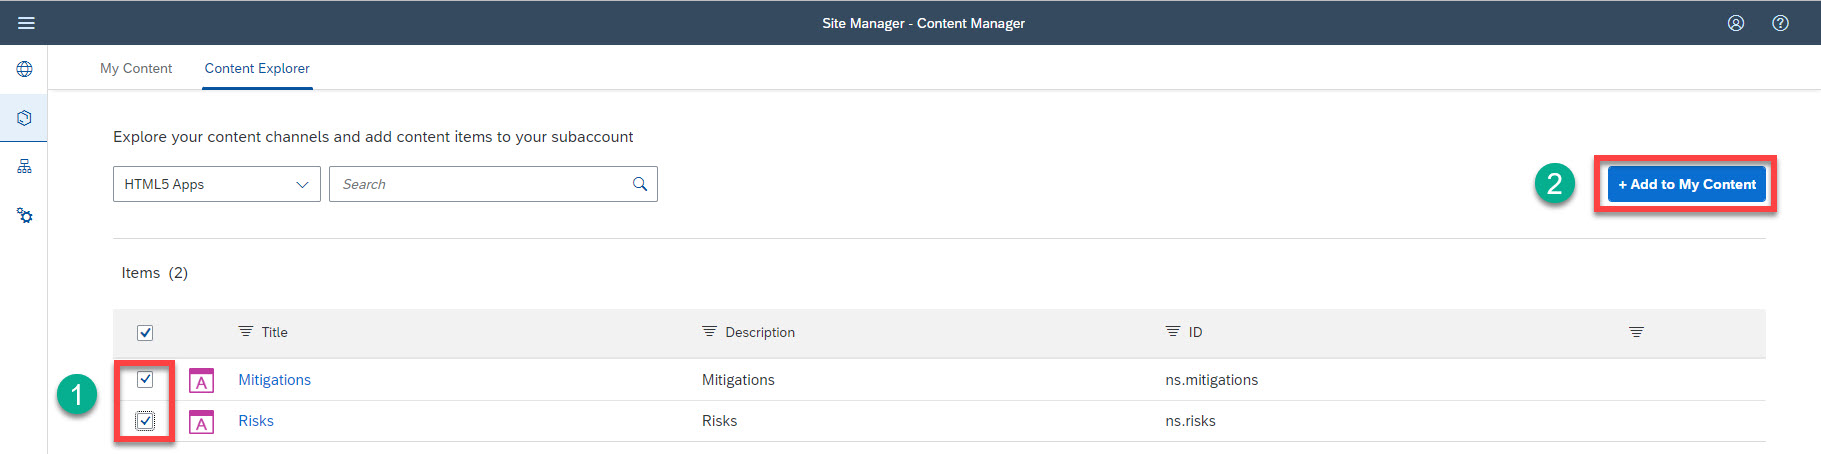 Site Manager - Content Manager
My Content Content Explorer
Explore your content channels and add content items to your subaccount
HTML5 Apps Search 2 + Add to My Content
Items (2)
Title Description ID
1
A Mitigations Mitigations ns.mitigations
A Risks Risks ns.risks